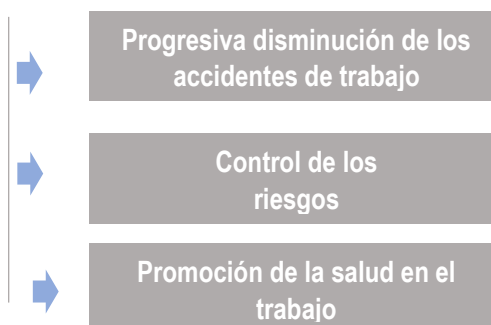 Progresiva disminución de los
accidentes de trabajo
Control de los
riesgos
Promoción de la salud en el
trabajo